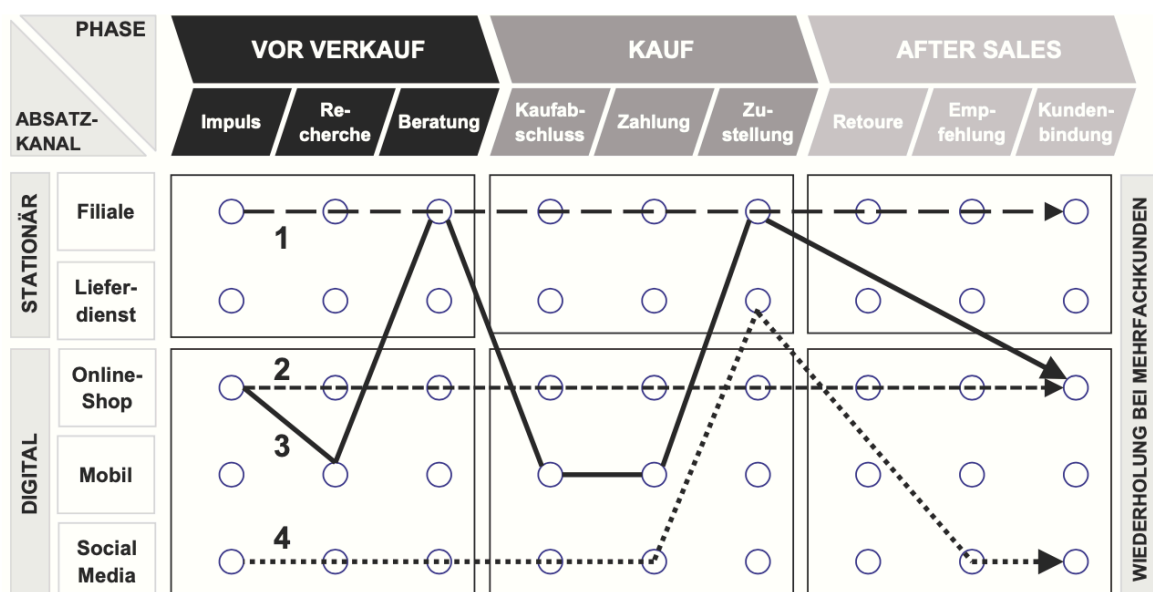 PHASE
ABSATZ-
KANAL
VOR VERKAUF
KAUF
AFTER SALES
Impuls
Re-
cherche
Beratung
Kaufab-
schluss
Zahlung
Zu-
stellung
Retoure
Emp-
fehlung
Kunden-
bindung
STATIONÄR
Filiale
1
Liefer-
dienst
DIGITAL
Online-
Shop
2
3
Mobil
Social
Media
4
WIEDERHOLUNG BEI MEHRFACHKUNDEN